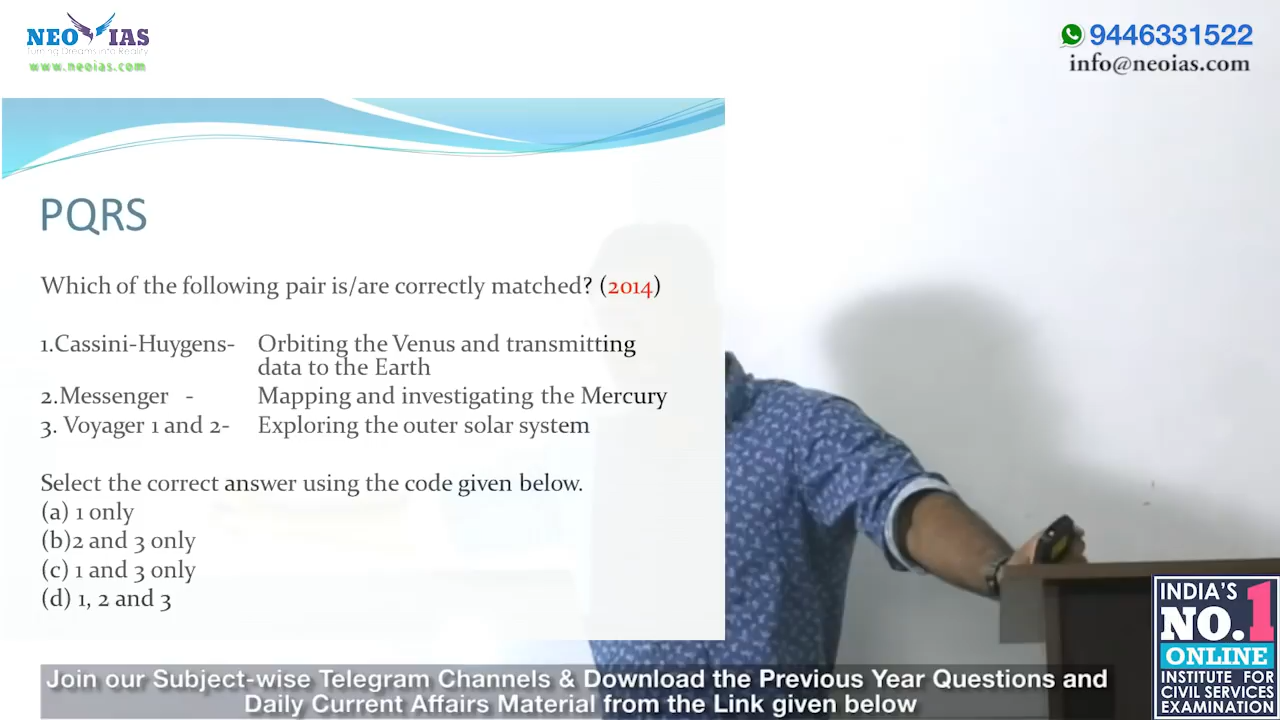 NEO IAS
Turning Dreams into Reality
www.neoias.com
9446331522
info@neoias.com
PQRS
Which of the following pair is/are correctly matched? (2014)
1.Cassini-Huygens- Orbiting the Venus and transmitting
data to the Earth
2.Messenger - Mapping and investigating the Mercury
3. Voyager 1 and 2- Exploring the outer solar system
Select the correct answer using the code given below.
(a) 1 only
(b)2 and 3 only
(c) 1 and 3 only
(d) 1, 2 and 3
INDIA'S
NO.1
ONLINE
INSTITUTE FOR
CIVIL SERVICES
EXAMINATION
Join our Subject-wise Telegram Channels & Download the Previous Year Questions and
Daily Current Affairs Material from the Link given below